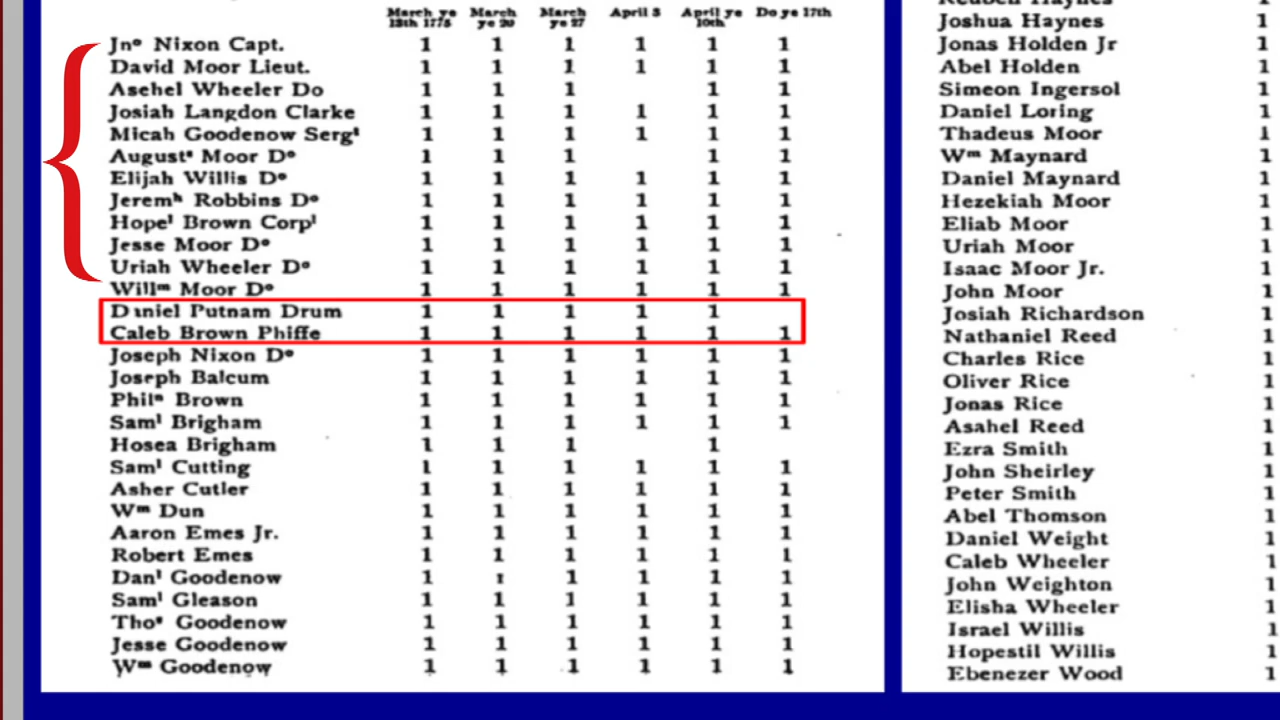 March ye 13th 1775 March ye 20 March ye 27 April 3 April ye 10th Do ye 17th
Jnº Nixon Capt. 1 1 1 1 1 1
David Moor Lieut. 1 1 1 1 1 1
Asehel Wheeler Do 1 1 1 1 1
Josiah Langdon Clarke 1 1 1 1 1 1
Micah Goodenow Sergᵗ 1 1 1 1 1 1
Augustˢ Moor Dº 1 1 1 1 1
Elijah Willis Dº 1 1 1 1 1 1
Jeremʰ Robbins Dº 1 1 1 1 1 1
Hopeˡ Brown Corpˡ 1 1 1 1 1 1
Jesse Moor Dº 1 1 1 1 1 1
Uriah Wheeler Dº 1 1 1 1 1 1
Willᵐ Moor Dº 1 1 1 1 1 1
Daniel Putnam Drum 1 1 1 1 1
Caleb Brown Phiffe 1 1 1 1 1 1
Joseph Nixon Dº 1 1 1 1 1 1
Joseph Balcum 1 1 1 1 1 1
Philⁿ Brown 1 1 1 1 1 1
Samˡ Brigham 1 1 1 1 1 1
Hosea Brigham 1 1 1 1
Samˡ Cutting 1 1 1 1 1 1
Asher Cutler 1 1 1 1 1 1
Wᵐ Dun 1 1 1 1 1 1
Aaron Emes Jr. 1 1 1 1 1 1
Robert Emes 1 1 1 1 1 1
Danˡ Goodenow 1 1 1 1 1 1
Samˡ Gleason 1 1 1 1 1 1
Thoˢ Goodenow 1 1 1 1 1 1
Jesse Goodenow 1 1 1 1 1 1
Wᵐ Goodenow 1 1 1 1 1 1
Reuben Haynes 1
Joshua Haynes 1
Jonas Holden Jr 1
Abel Holden 1
Simeon Ingersol 1
Daniel Loring 1
Thadeus Moor 1
Wᵐ Maynard 1
Daniel Maynard 1
Hezekiah Moor 1
Eliab Moor 1
Uriah Moor 1
Isaac Moor Jr. 1
John Moor 1
Josiah Richardson 1
Nathaniel Reed 1
Charles Rice 1
Oliver Rice 1
Jonas Rice 1
Asahel Reed 1
Ezra Smith 1
John Sheirley 1
Peter Smith 1
Abel Thomson 1
Daniel Weight 1
Caleb Wheeler 1
John Weighton 1
Elisha Wheeler 1
Israel Willis 1
Hopestil Willis 1
Ebenezer Wood 1